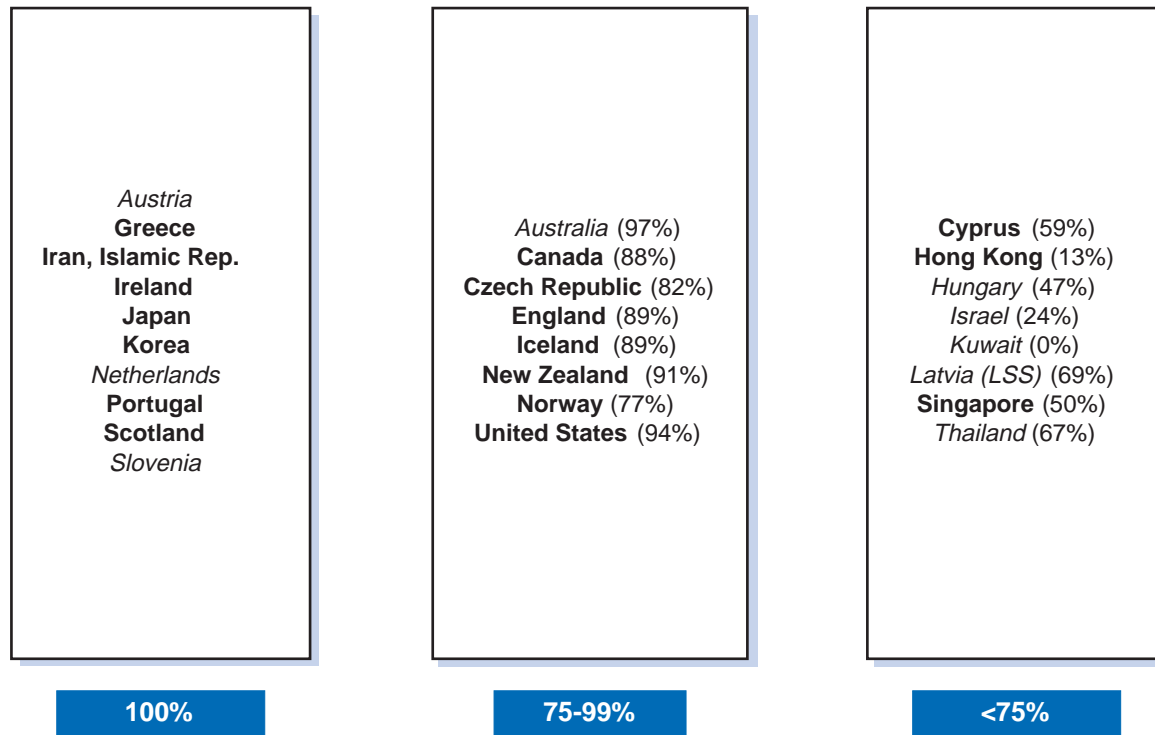 Austria
Greece
Iran, Islamic Rep.
Ireland
Japan
Korea
Netherlands
Portugal
Scotland
Slovenia
100%
Australia (97%)
Canada (88%)
Czech Republic (82%)
England (89%)
Iceland (89%)
New Zealand (91%)
Norway (77%)
United States (94%)
75-99%
Cyprus (59%)
Hong Kong (13%)
Hungary (47%)
Israel (24%)
Kuwait (0%)
Latvia (LSS) (69%)
Singapore (50%)
Thailand (67%)
<75%